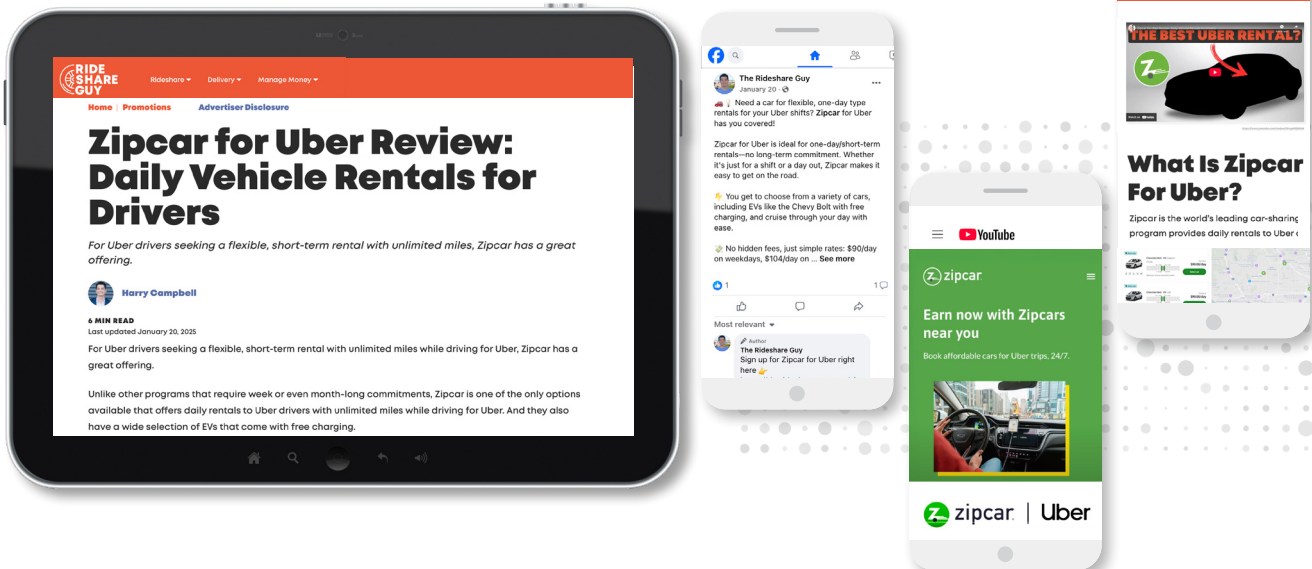 RIDE
SHARE
GUY
Rideshare
Delivery
Manage Money
Home | Promotions
Advertiser Disclosure
Zipcar for Uber Review:
Daily Vehicle Rentals for
Drivers
For Uber drivers seeking a flexible, short-term rental with unlimited miles, Zipcar has a great
offering.
Harry Campbell
6 MIN READ
Last updated January 20, 2025
For Uber drivers seeking a flexible, short-term rental with unlimited miles while driving for Uber, Zipcar has a
great offering.
Unlike other programs that require week or even month-long commitments, Zipcar is one of the only options
available that offers daily rentals to Uber drivers with unlimited miles while driving for Uber. And they also
have a wide selection of EVs that come with free charging.
The Rideshare Guy
January 20
Need a car for flexible, one-day type
rentals for your Uber shifts? Zipcar for Uber
has you covered!
Zipcar for Uber is ideal for one-day/short-term
rentals—no long-term commitment. Whether
it's just for a shift or a day out, Zipcar makes it
easy to get on the road.
You get to choose from a variety of cars,
including EVs like the Chevy Bolt with free
charging, and cruise through your day with
ease.
No hidden fees, just simple rates: $90/day
on weekdays, $104/day on ... See more
1
1
Most relevant
Author
The Rideshare Guy
Sign up for Zipcar for Uber right
here
YouTube
zipcar
Earn now with Zipcars
near you
Book affordable cars for Uber trips, 24/7.
zipcar | Uber
THE BEST UBER RENTAL?
What Is Zipcar
For Uber?
Zipcar is the world's leading car-sharing
program provides daily rentals to Uber